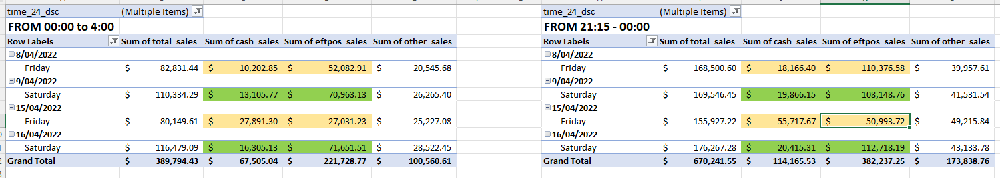 time_24_dsc (Multiple Items) time_24_dsc (Multiple Items)
FROM 00:00 to 4:00 FROM 21:15 - 00:00
Row Labels Sum of total_sales Sum of cash_sales Sum of eftpos_sales Sum of other_sales Row Labels Sum of total_sales Sum of cash_sales Sum of eftpos_sales Sum of other_sales
8/04/2022 8/04/2022
Friday $ 82,831.44 $ 10,202.85 $ 52,082.91 $ 20,545.68 Friday $ 168,500.60 $ 18,166.40 $ 110,376.58 $ 39,957.61
9/04/2022 9/04/2022
Saturday $ 110,334.29 $ 13,105.77 $ 70,963.13 $ 26,265.40 Saturday $ 169,546.45 $ 19,866.15 $ 108,148.76 $ 41,531.54
15/04/2022 15/04/2022
Friday $ 80,149.61 $ 27,891.30 $ 27,031.23 $ 25,227.08 Friday $ 155,927.22 $ 55,717.67 $ 50,993.72 $ 49,215.84
16/04/2022 16/04/2022
Saturday $ 116,479.09 $ 16,305.13 $ 71,651.51 $ 28,522.45 Saturday $ 176,267.28 $ 20,415.31 $ 112,718.19 $ 43,133.78
Grand Total $ 389,794.43 $ 67,505.04 $ 221,728.77 $ 100,560.61 Grand Total $ 670,241.55 $ 114,165.53 $ 382,237.25 $ 173,838.76